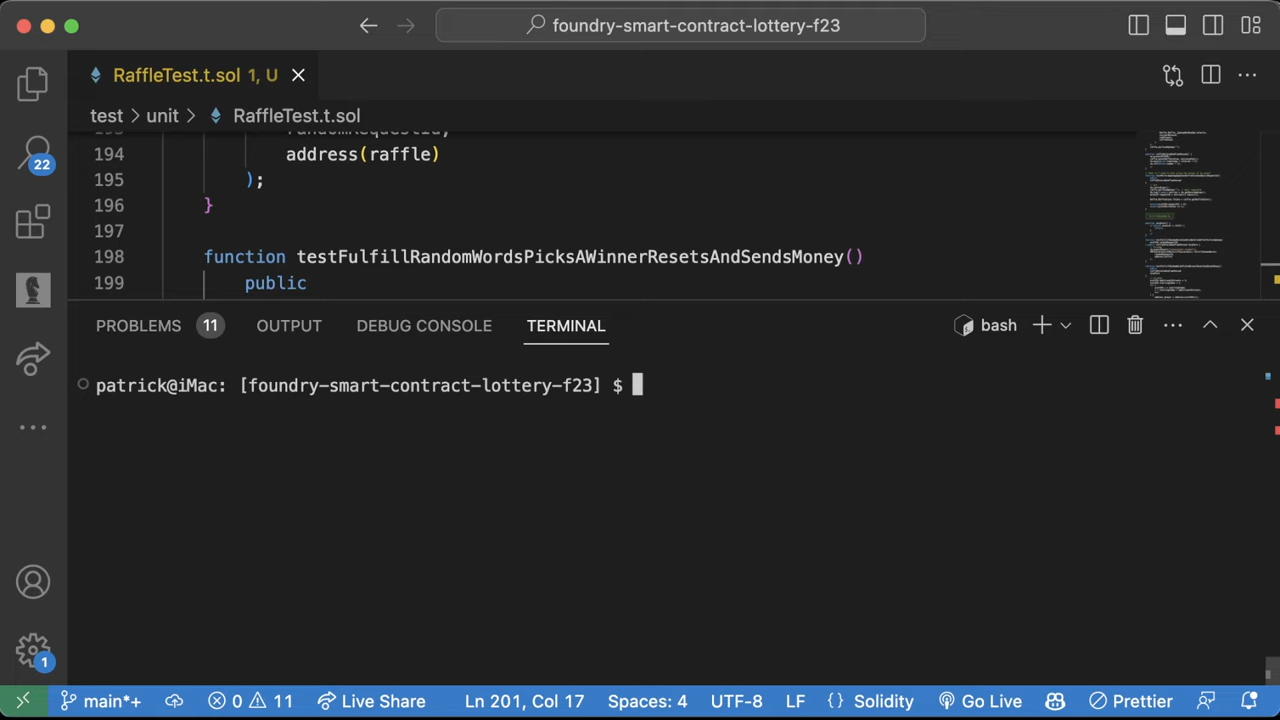 foundry-smart-contract-lottery-f23
RaffleTest.t.sol 1, U
test > unit > RaffleTest.t.sol
22
194 address(raffle)
195 );
196 }
197
198 function testFulfillRandomWordsPicksAWinnerResetsAndSendsMoney()
199 public
PROBLEMS 11 OUTPUT DEBUG CONSOLE TERMINAL bash
patrick@iMac: [foundry-smart-contract-lottery-f23] $
1
main*+ 0 11 Live Share Ln 201, Col 17 Spaces: 4 UTF-8 LF {} Solidity Go Live Prettier